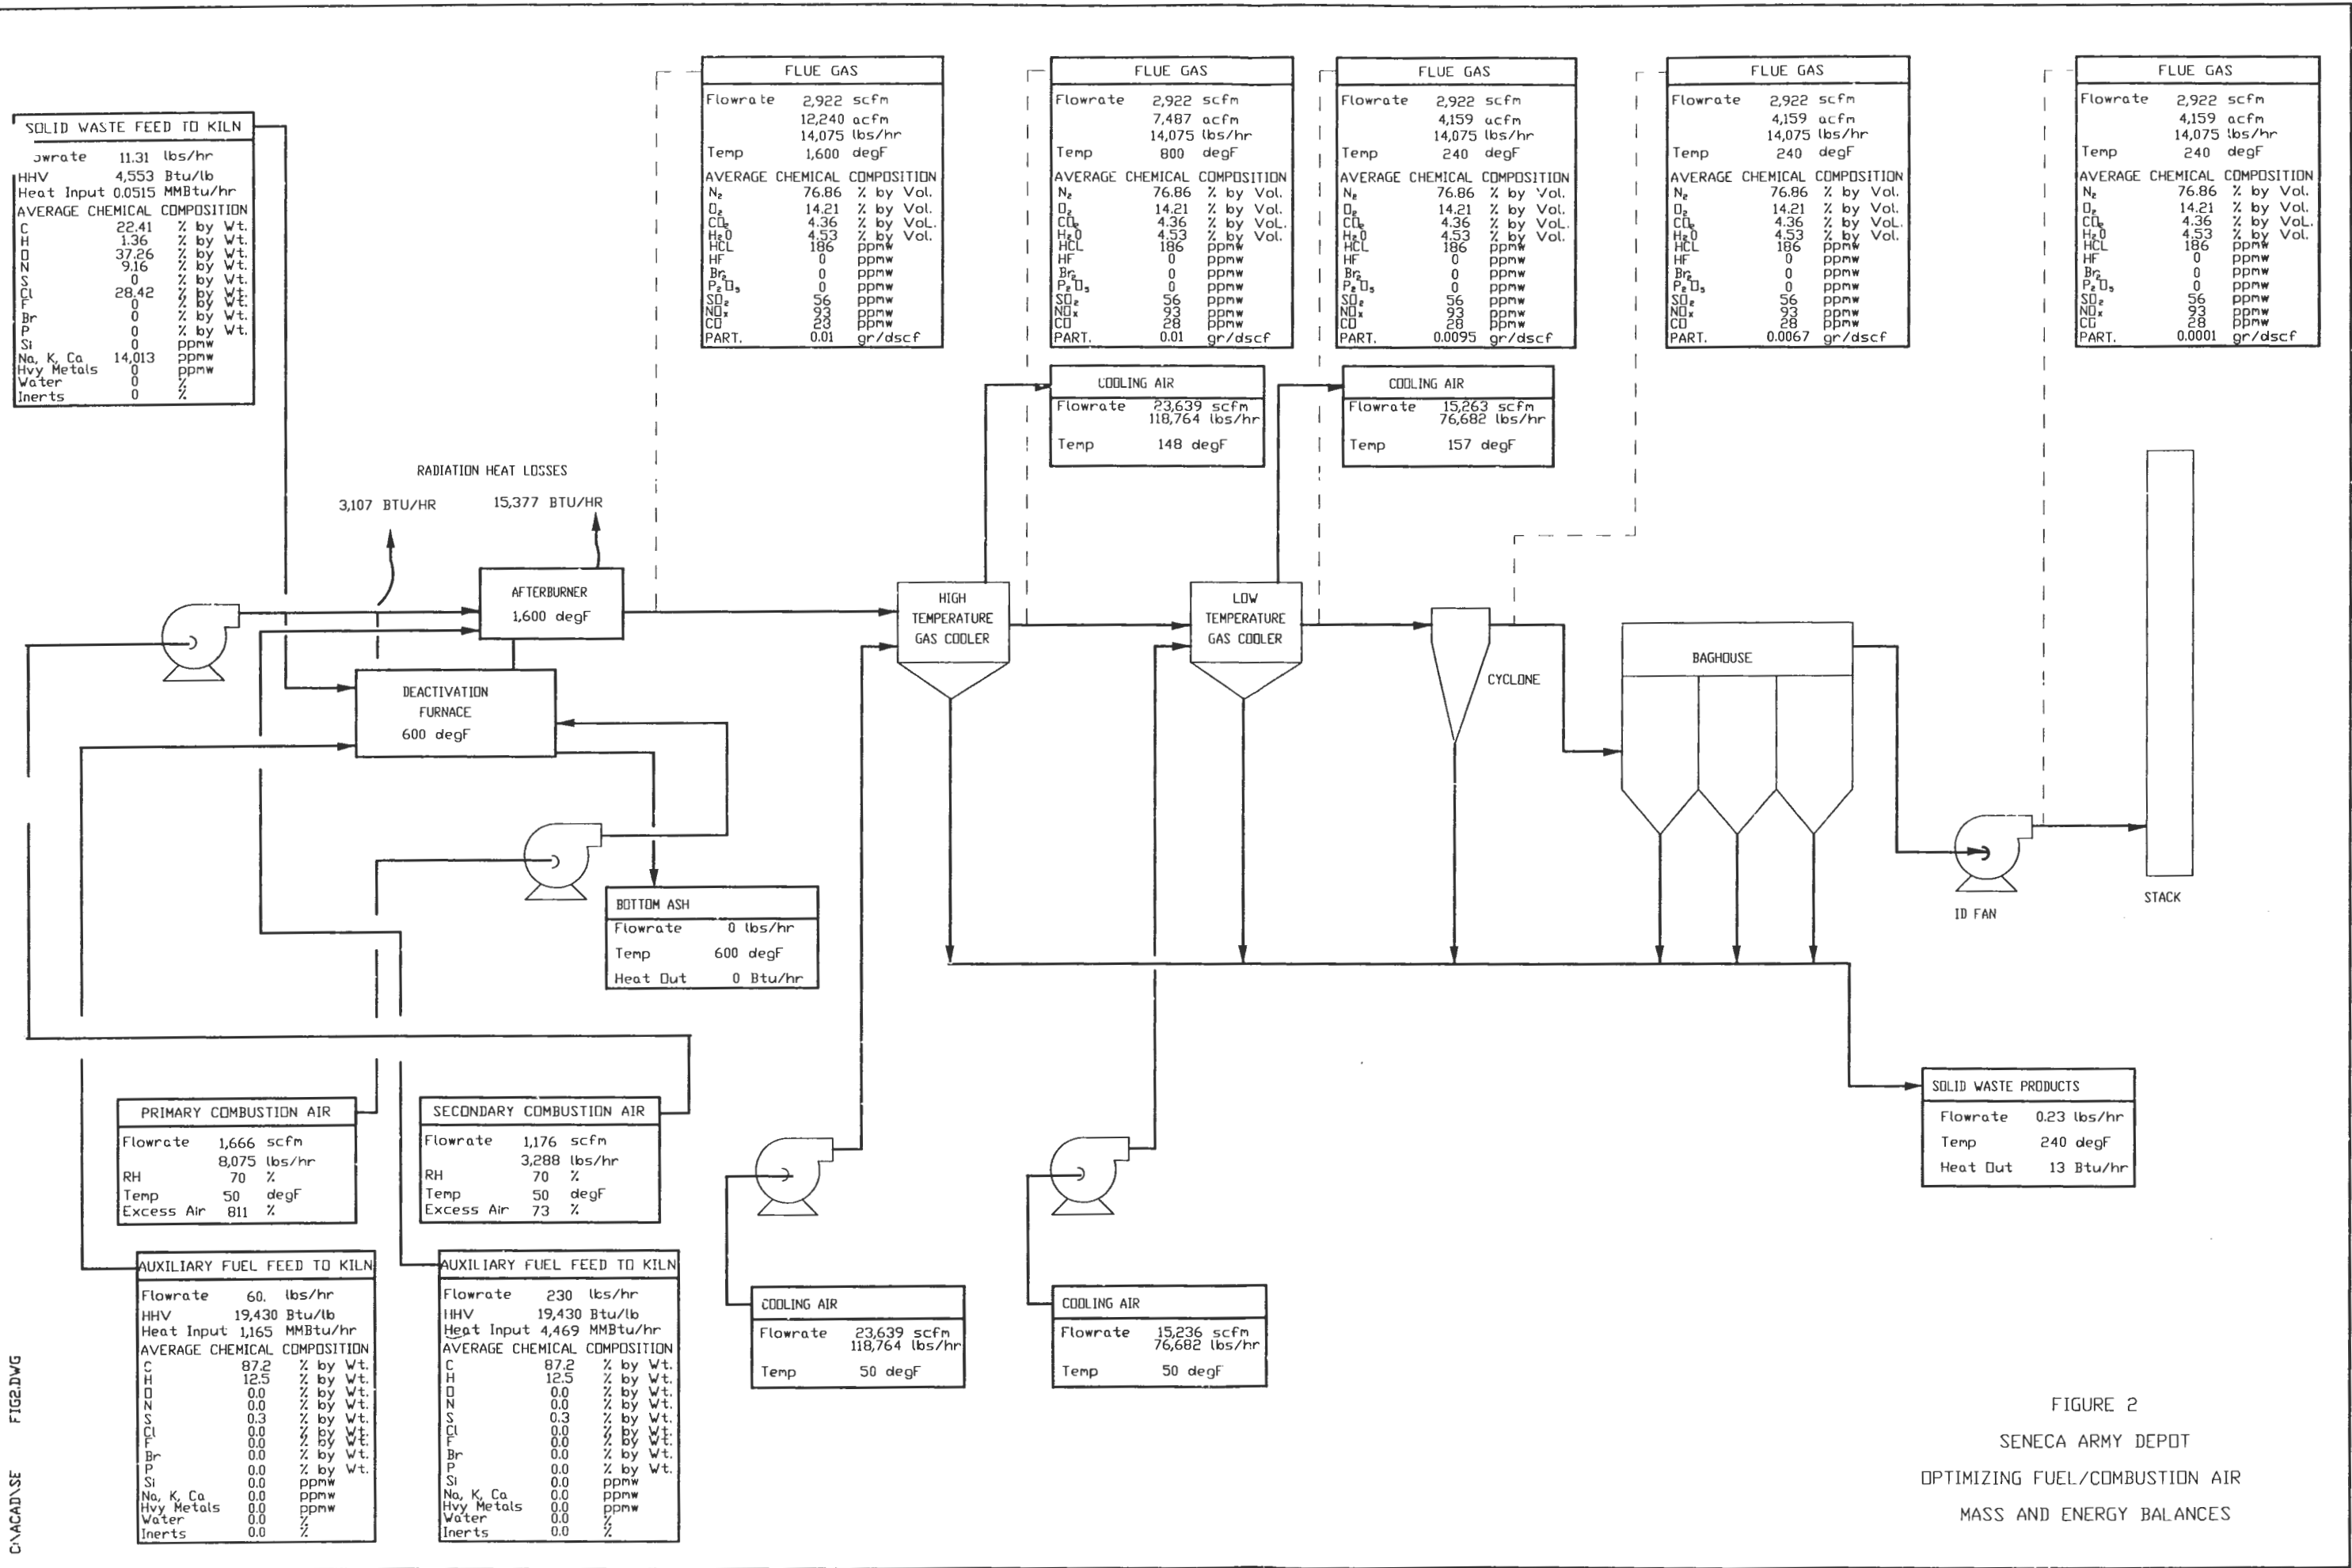 SOLID WASTE FEED TO KILN
owrate 11.31 lbs/hr
HHV 4,553 Btu/lb
Heat Input 0.0515 MMBtu/hr
AVERAGE CHEMICAL COMPOSITION
C 22.41 % by Wt.
H 1.36 % by Wt.
O 37.26 % by Wt.
N 9.16 % by Wt.
S 0 % by Wt.
Cl 28.42 % by Wt.
F 0 % by Wt.
Br 0 % by Wt.
P 0 % by Wt.
Si 0 ppmw
Na, K, Ca 14,013 ppmw
Hvy Metals 0 ppmw
Water 0 %
Inerts 0 %
FLUE GAS
Flowrate 2,922 scfm
12,240 acfm
14,075 lbs/hr
Temp 1,600 degF
AVERAGE CHEMICAL COMPOSITION
N₂ 76.86 % by Vol.
O₂ 14.21 % by Vol.
CO₂ 4.36 % by Vol.
H₂O 4.53 % by Vol.
HCL 186 ppmw
HF 0 ppmw
Br₂ 0 ppmw
P₂O₅ 0 ppmw
SO₂ 56 ppmw
NOₓ 93 ppmw
CO 23 ppmw
PART. 0.01 gr/dscf
FLUE GAS
Flowrate 2,922 scfm
7,487 acfm
14,075 lbs/hr
Temp 800 degF
AVERAGE CHEMICAL COMPOSITION
N₂ 76.86 % by Vol.
O₂ 14.21 % by Vol.
CO₂ 4.36 % by VoL.
H₂O 4.53 % by Vol.
HCL 186 ppmw
HF 0 ppmw
Br₂ 0 ppmw
P₂O₅ 0 ppmw
SO₂ 56 ppmw
NOₓ 93 ppmw
CO 28 ppmw
PART. 0.01 gr/dscf
FLUE GAS
Flowrate 2,922 scfm
4,159 acfm
14,075 lbs/hr
Temp 240 degF
AVERAGE CHEMICAL COMPOSITION
N₂ 76.86 % by Vol.
O₂ 14.21 % by Vol.
CO₂ 4.36 % by VoL.
H₂O 4.53 % by Vol.
HCL 186 ppmw
HF 0 ppmw
Br₂ 0 ppmw
P₂O₅ 0 ppmw
SO₂ 56 ppmw
NOₓ 93 ppmw
CO 28 ppmw
PART. 0.0095 gr/dscf
FLUE GAS
Flowrate 2,922 scfm
4,159 acfm
14,075 lbs/hr
Temp 240 degF
AVERAGE CHEMICAL COMPOSITION
N₂ 76.86 % by Vol.
O₂ 14.21 % by Vol.
CO₂ 4.36 % by VoL.
H₂O 4.53 % by Vol.
HCL 186 ppmw
HF 0 ppmw
Br₂ 0 ppmw
P₂O₅ 0 ppmw
SO₂ 56 ppmw
NOₓ 93 ppmw
CO 28 ppmw
PART. 0.0067 gr/dscf
FLUE GAS
Flowrate 2,922 scfm
4,159 acfm
14,075 lbs/hr
Temp 240 degF
AVERAGE CHEMICAL COMPOSITION
N₂ 76.86 % by Vol.
O₂ 14.21 % by Vol.
CO₂ 4.36 % by VoL.
H₂O 4.53 % by Vol.
HCL 186 ppmw
HF 0 ppmw
Br₂ 0 ppmw
P₂O₅ 0 ppmw
SO₂ 56 ppmw
NOₓ 93 ppmw
CO 28 ppmw
PART. 0.0001 gr/dscf
COOLING AIR
Flowrate 23,639 scfm
118,764 lbs/hr
Temp 148 degF
COOLING AIR
Flowrate 15,263 scfm
76,682 lbs/hr
Temp 157 degF
RADIATION HEAT LOSSES
3,107 BTU/HR 15,377 BTU/HR
AFTERBURNER
1,600 degF
DEACTIVATION
FURNACE
600 degF
HIGH
TEMPERATURE
GAS COOLER
LOW
TEMPERATURE
GAS COOLER
CYCLONE
BAGHOUSE
ID FAN
STACK
BOTTOM ASH
Flowrate 0 lbs/hr
Temp 600 degF
Heat Out 0 Btu/hr
SOLID WASTE PRODUCTS
Flowrate 0.23 lbs/hr
Temp 240 degF
Heat Out 13 Btu/hr
PRIMARY COMBUSTION AIR
Flowrate 1,666 scfm
8,075 lbs/hr
RH 70 %
Temp 50 degF
Excess Air 811 %
SECONDARY COMBUSTION AIR
Flowrate 1,176 scfm
3,288 lbs/hr
RH 70 %
Temp 50 degF
Excess Air 73 %
AUXILIARY FUEL FEED TO KILN
Flowrate 60. lbs/hr
HHV 19,430 Btu/lb
Heat Input 1,165 MMBtu/hr
AVERAGE CHEMICAL COMPOSITION
C 87.2 % by Wt.
H 12.5 % by Wt.
O 0.0 % by Wt.
N 0.0 % by Wt.
S 0.3 % by Wt.
Cl 0.0 % by Wt.
F 0.0 % by Wt.
Br 0.0 % by Wt.
P 0.0 % by Wt.
Si 0.0 ppmw
Na, K, Ca 0.0 ppmw
Hvy Metals 0.0 ppmw
Water 0.0 %
Inerts 0.0 %
AUXILIARY FUEL FEED TO KILN
Flowrate 230 lbs/hr
HHV 19,430 Btu/lb
Heat Input 4,469 MMBtu/hr
AVERAGE CHEMICAL COMPOSITION
C 87.2 % by Wt.
H 12.5 % by Wt.
O 0.0 % by Wt.
N 0.0 % by Wt.
S 0.3 % by Wt.
Cl 0.0 % by Wt.
F 0.0 % by Wt.
Br 0.0 % by Wt.
P 0.0 % by Wt.
Si 0.0 ppmw
Na, K, Ca 0.0 ppmw
Hvy Metals 0.0 ppmw
Water 0.0 %
Inerts 0.0 %
COOLING AIR
Flowrate 23,639 scfm
118,764 lbs/hr
Temp 50 degF
COOLING AIR
Flowrate 15,236 scfm
76,682 lbs/hr
Temp 50 degF
FIGURE 2
SENECA ARMY DEPOT
OPTIMIZING FUEL/COMBUSTION AIR
MASS AND ENERGY BALANCES
C:\ACAD\SE FIG2.DWG